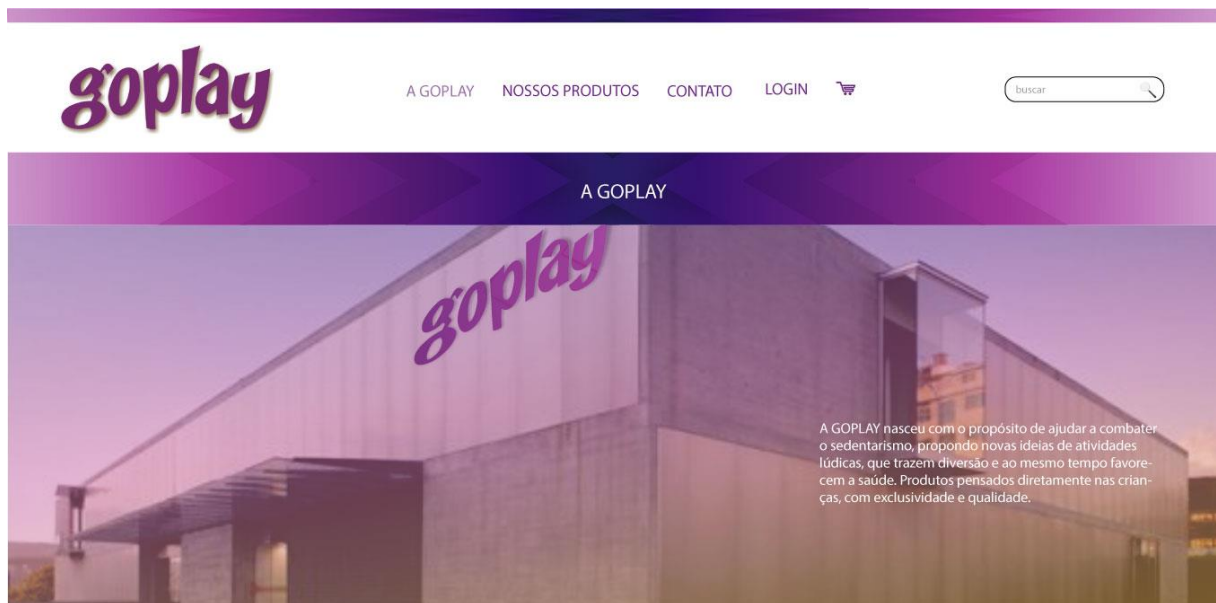 goplay
A GOPLAY NOSSOS PRODUTOS CONTATO LOGIN
buscar
A GOPLAY
goplay
A GOPLAY nasceu com o propósito de ajudar a combater
o sedentarismo, propondo novas ideias de atividades
lúdicas, que trazem diversão e ao mesmo tempo favore-
cem a saúde. Produtos pensados diretamente nas crian-
ças, com exclusividade e qualidade.